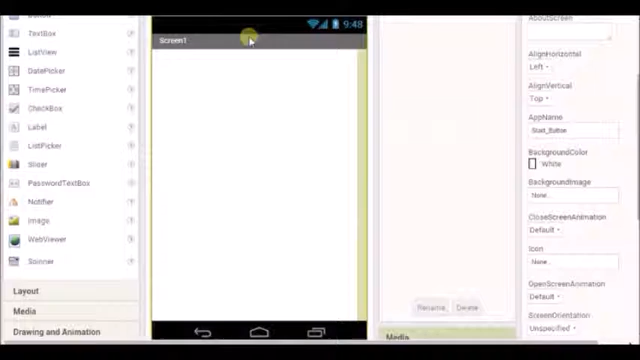 TextBox
ListView
DatePicker
TimePicker
CheckBox
Label
ListPicker
Slider
PasswordTextBox
Notifier
Image
WebViewer
Spinner
Layout
Media
Drawing and Animation
9:48
Screen1
Rename
Delete
Media
AboutScreen
AlignHorizontal
Left
AlignVertical
Top
AppName
Start_Button
BackgroundColor
White
BackgroundImage
None...
CloseScreenAnimation
Default
Icon
None...
OpenScreenAnimation
Default
ScreenOrientation
Unspecified